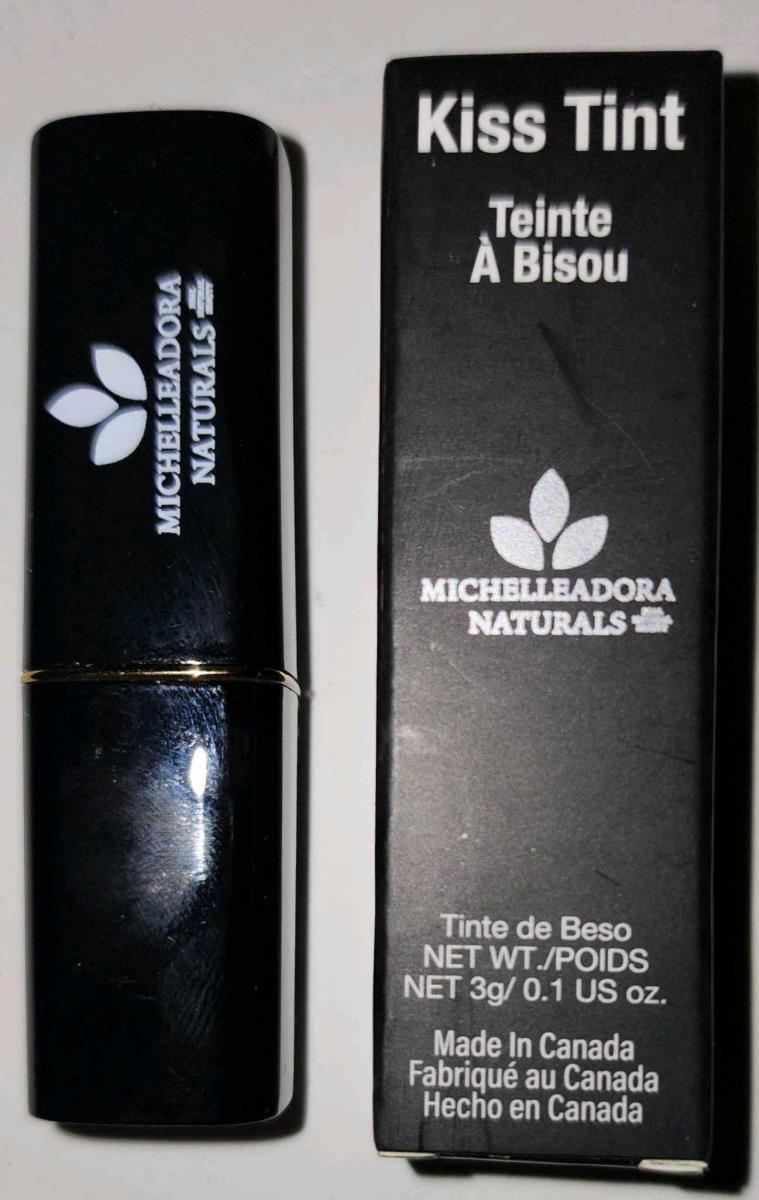 MICHELLEADORA
NATURALS
Kiss Tint
Teinte
À Bisou
MICHELLEADORA
NATURALS
Tinte de Beso
NET WT./POIDS
NET 3g/ 0.1 US oz.
Made In Canada
Fabriqué au Canada
Hecho en Canada